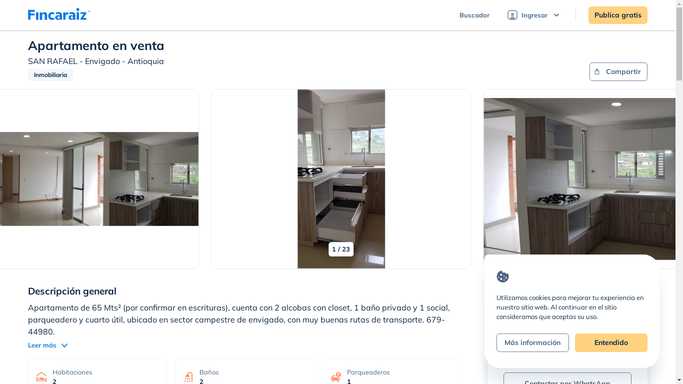 Fincaraiz
Buscador
Ingresar
Publica gratis
Apartamento en venta
SAN RAFAEL - Envigado - Antioquia
Inmobiliaria
Compartir
1 / 23
Descripción general
Apartamento de 65 Mts² (por confirmar en escrituras), cuenta con 2 alcobas con closet, 1 baño privado y 1 social,
parqueadero y cuarto útil, ubicado en sector campestre de envigado, con muy buenas rutas de transporte. 679-
44980.
Leer más
Habitaciones
2
Baños
2
Parqueaderos
1
Utilizamos cookies para mejorar tu experiencia en
nuestro sitio web. Al continuar en el sitio
consideramos que aceptas su uso.
Más información
Entendido
Contactar por WhatsApp